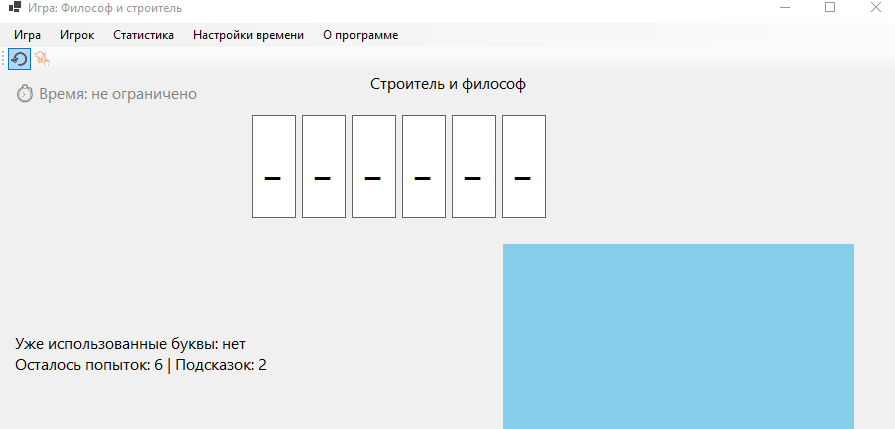 Игра: Философ и строитель
Игра Игрок Статистика Настройки времени О программе
Строитель и философ
Время: не ограничено
_ _ _ _ _ _
Уже использованные буквы: нет
Осталось попыток: 6 | Подсказок: 2